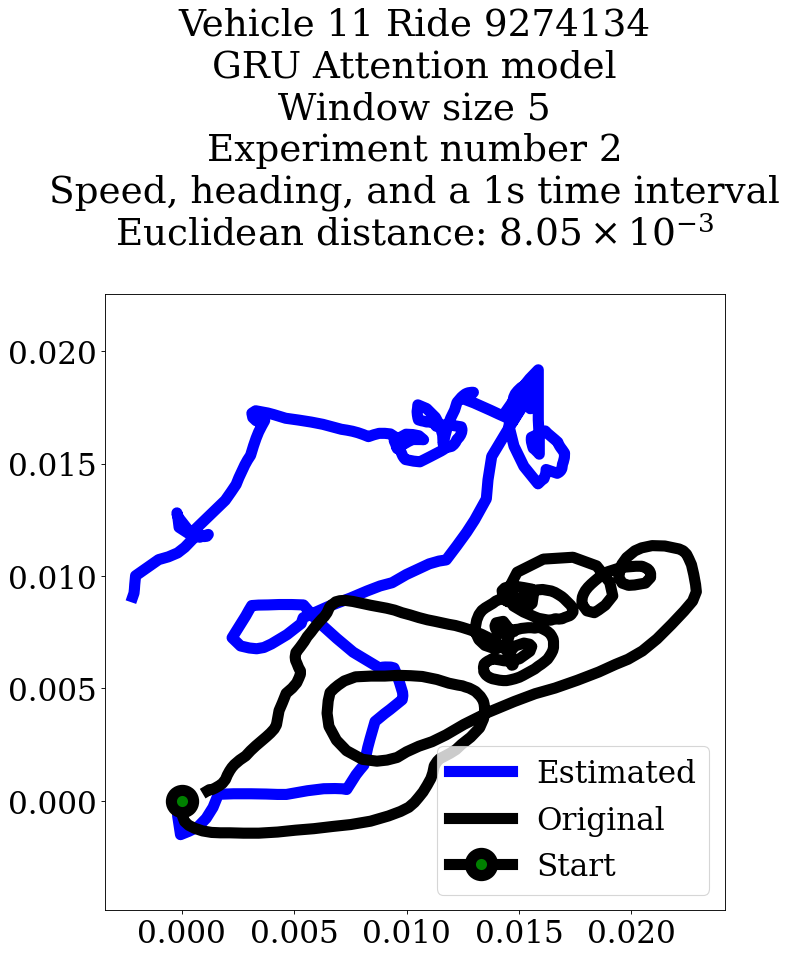 Vehicle 11 Ride 9274134
GRU Attention model
Window size 5
Experiment number 2
Speed, heading, and a 1s time interval
Euclidean distance: 8.05 × 10⁻³
0.020
0.015
0.010
0.005
0.000
Estimated
Original
Start
0.000 0.005 0.010 0.015 0.020